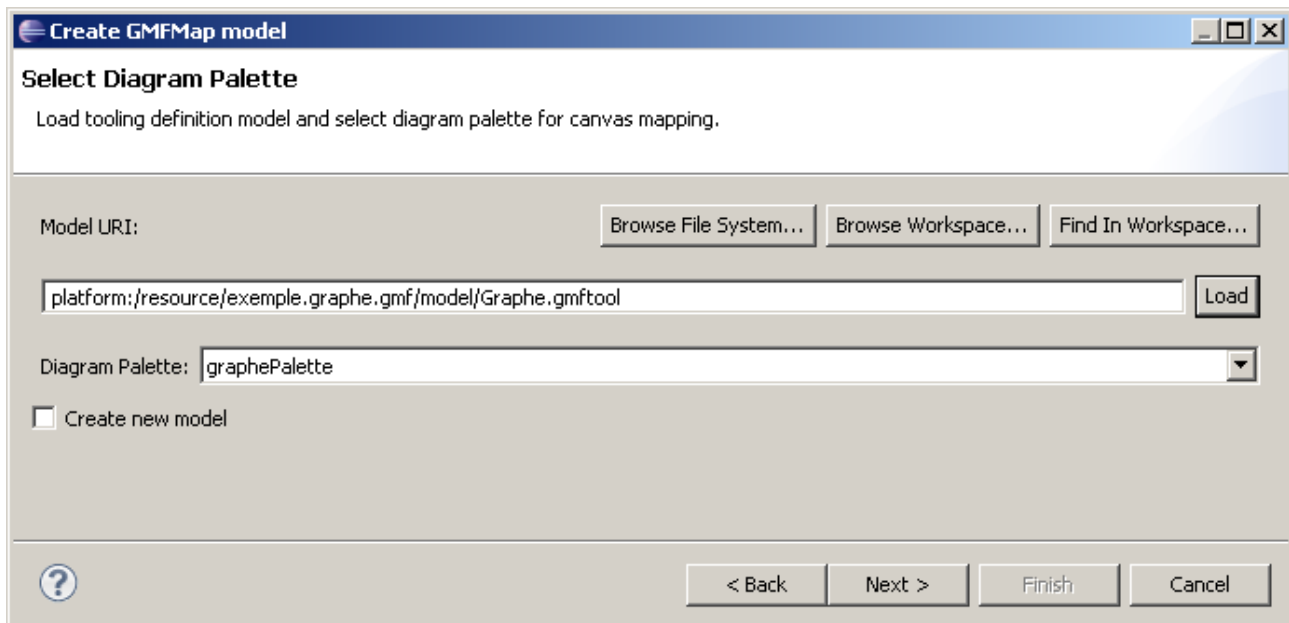 Create GMFMap model
Select Diagram Palette
Load tooling definition model and select diagram palette for canvas mapping.
Model URI: Browse File System... Browse Workspace... Find In Workspace...
platform:/resource/exemple.graphe.gmf/model/Graphe.gmftool Load
Diagram Palette: graphePalette
Create new model
? < Back Next > Finish Cancel